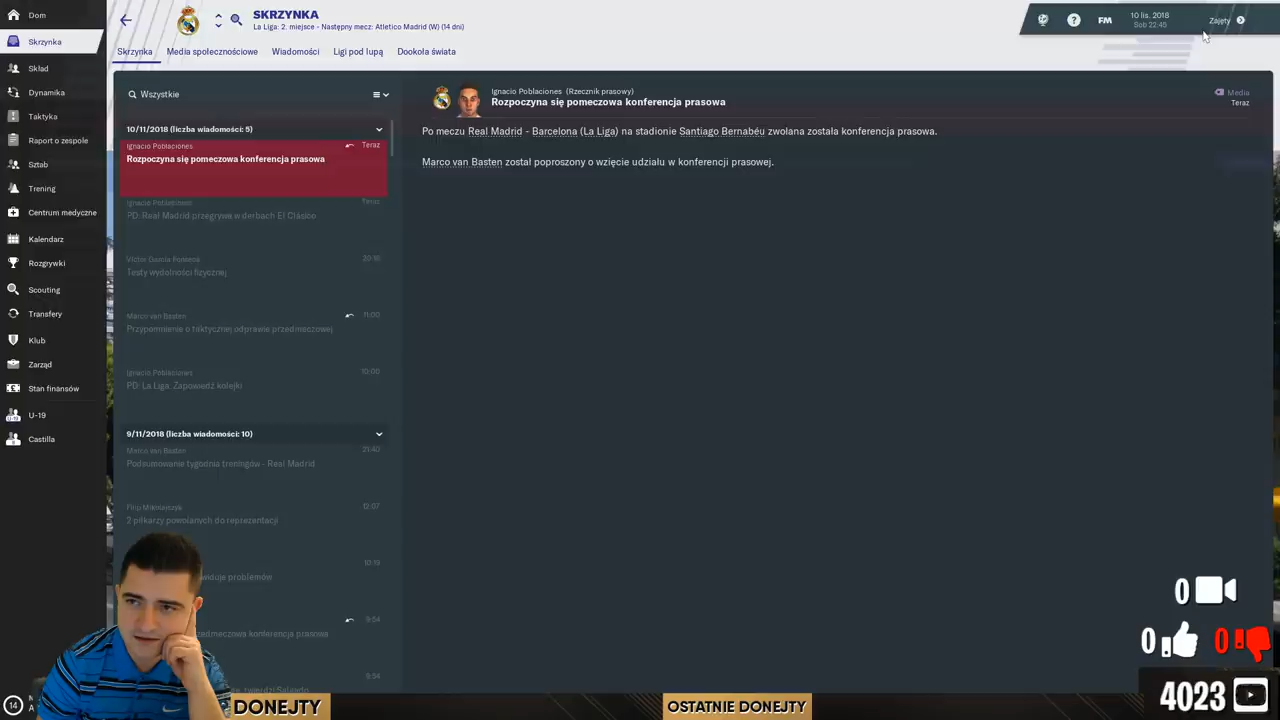 Dom
Skrzynka
Skład
Dynamika
Taktyka
Raport o zespole
Sztab
Trening
Centrum medyczne
Kalendarz
Rozgrywki
Scouting
Transfery
Klub
Zarząd
Stan finansów
U-19
Castilla
14
SKRZYNKA
La Liga: 2. miejsce - Następny mecz: Atletico Madrid (W) (14 dni)
FM
10 lis. 2018
Sob 22:45
Zajęty
Skrzynka
Media społecznościowe
Wiadomości
Ligi pod lupą
Dookoła świata
Wszystkie
10/11/2018 (liczba wiadomości: 5)
Ignacio Poblaciones
Teraz
Rozpoczyna się pomeczowa konferencja prasowa
Ignacio Poblaciones
Teraz
PD: Real Madrid przegrywa w derbach El Clásico
20:16
Testy wydolności fizycznej
Marco van Basten
11:00
Przypomnienie o taktycznej odprawie przedmeczowej
Ignacio Poblaciones
10:00
PD: La Liga. Zapowiedź kolejki
9/11/2018 (liczba wiadomości: 10)
Marco van Basten
21:40
Podsumowanie tygodnia treningów - Real Madrid
Filip Mikołajczyk
12:07
2 piłkarzy powołanych do reprezentacji
problemów
9:54
konferencja prasowa
9:34
Ignacio Poblaciones (Rzecznik prasowy)
Rozpoczyna się pomeczowa konferencja prasowa
Media
Teraz
Po meczu Real Madrid - Barcelona (La Liga) na stadionie Santiago Bernabéu zwołana została konferencja prasowa.
Marco van Basten został poproszony o wzięcie udziału w konferencji prasowej.
0
0
0
4023
DONEJTY
OSTATNIE DONEJTY